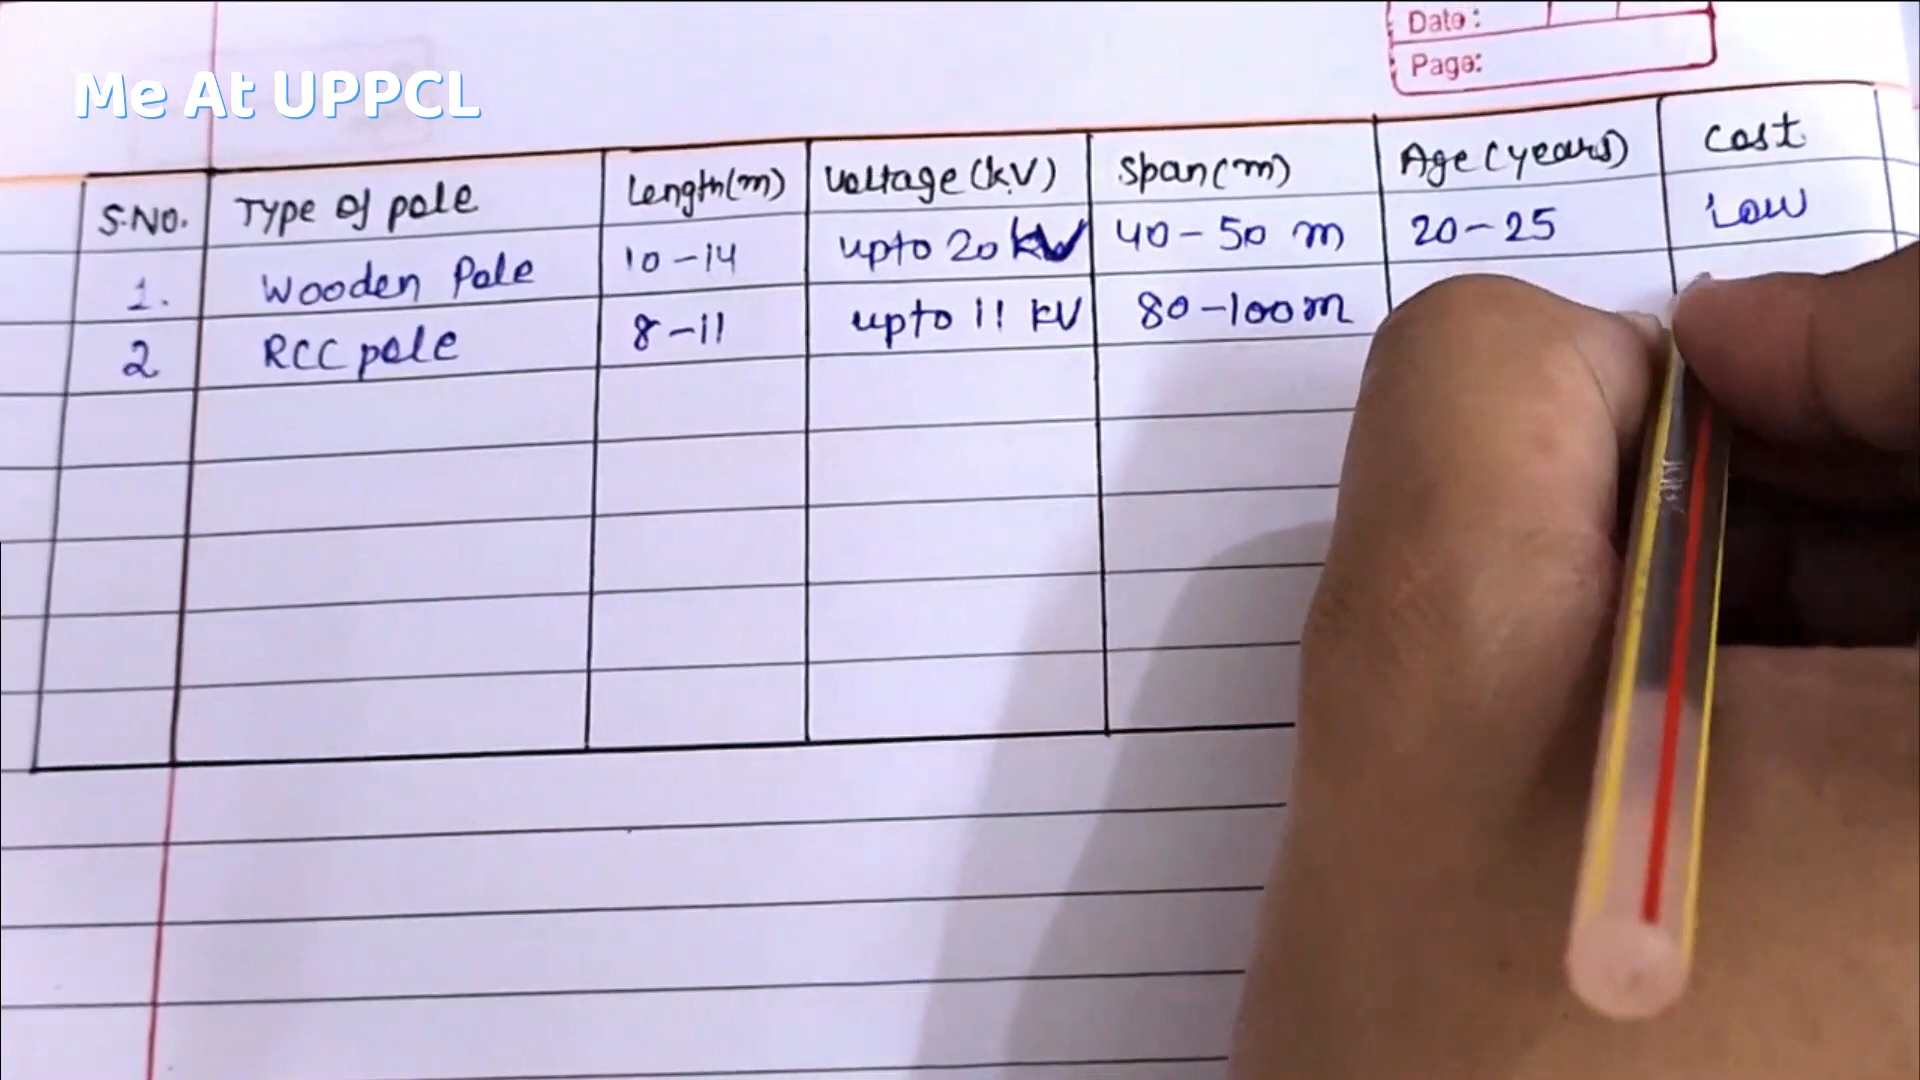 Date:
Page:
Me At UPPCL
S.NO. Type of pole Length(m) Voltage(kV) Span(m) Age(years) Cost
1. Wooden Pole 10-14 upto 20 kV 40-50 m 20-25 Low
2 RCC pole 8-11 upto 11 kV 80-100m